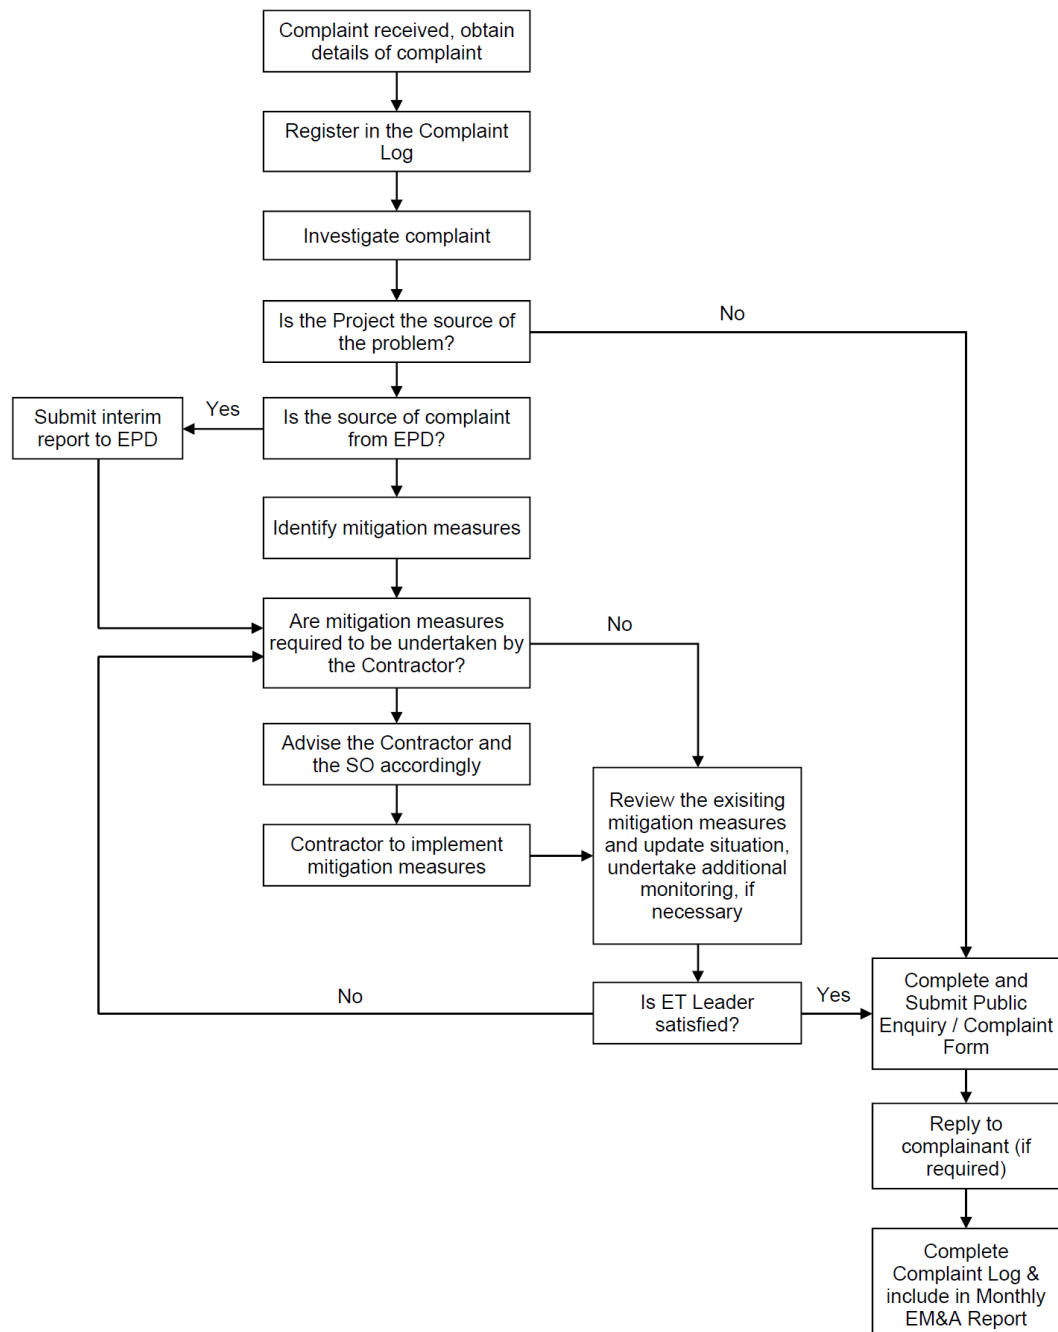 Complaint received, obtain
details of complaint
Register in the Complaint
Log
Investigate complaint
Is the Project the source of
the problem?
No
Submit interim
report to EPD
Yes
Is the source of complaint
from EPD?
Identify mitigation measures
Are mitigation measures
required to be undertaken by
the Contractor?
No
Advise the Contractor and
the SO accordingly
Contractor to implement
mitigation measures
Review the exisiting
mitigation measures
and update situation,
undertake additional
monitoring, if
necessary
No
Is ET Leader
satisfied?
Yes
Complete and
Submit Public
Enquiry / Complaint
Form
Reply to
complainant (if
required)
Complete
Complaint Log &
include in Monthly
EM&A Report